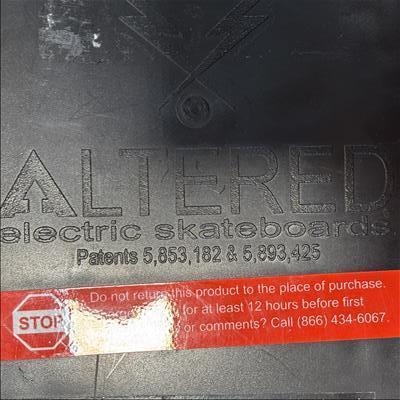 ALTERED
electric skateboards
Patents 5,853,182 & 5,893,425
STOP
Do not return this product to the place of purchase.
for at least 12 hours before first
or comments? Call (866) 434-6067.